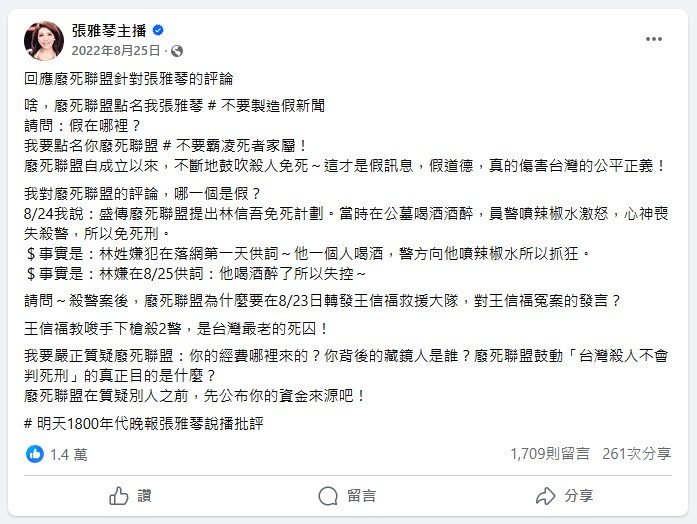 張雅琴主播
2022年8月25日 ·
回應廢死聯盟針對張雅琴的評論
啥，廢死聯盟點名我張雅琴 # 不要製造假新聞
請問：假在哪裡？
我要點名你廢死聯盟 # 不要霸凌死者家屬！
廢死聯盟自成立以來，不斷地鼓吹殺人免死～這才是假訊息，假道德，真的傷害台灣的公平正義！
我對廢死聯盟的評論，哪一個是假？
8/24我說：盛傳廢死聯盟提出林信吾免死計劃。當時在公墓喝酒酒醉，員警噴辣椒水激怒，心神喪
失殺警，所以免死刑。
＄事實是：林姓嫌犯在落網第一天供詞～他一個人喝酒，警方向他噴辣椒水所以抓狂。
＄事實是：林嫌在8/25供詞：他喝酒醉了所以失控～
請問～殺警案後，廢死聯盟為什麼要在8/23日轉發王信福救援大隊，對王信福冤案的發言？
王信福教唆手下槍殺2警，是台灣最老的死囚！
我要嚴正質疑廢死聯盟：你的經費哪裡來的？你背後的藏鏡人是誰？廢死聯盟鼓動「台灣殺人不會
判死刑」的真正目的是什麼？
廢死聯盟在質疑別人之前，先公布你的資金來源吧！
# 明天1800年代晚報張雅琴說播批評
1.4 萬
1,709則留言 261次分享
讚 留言 分享